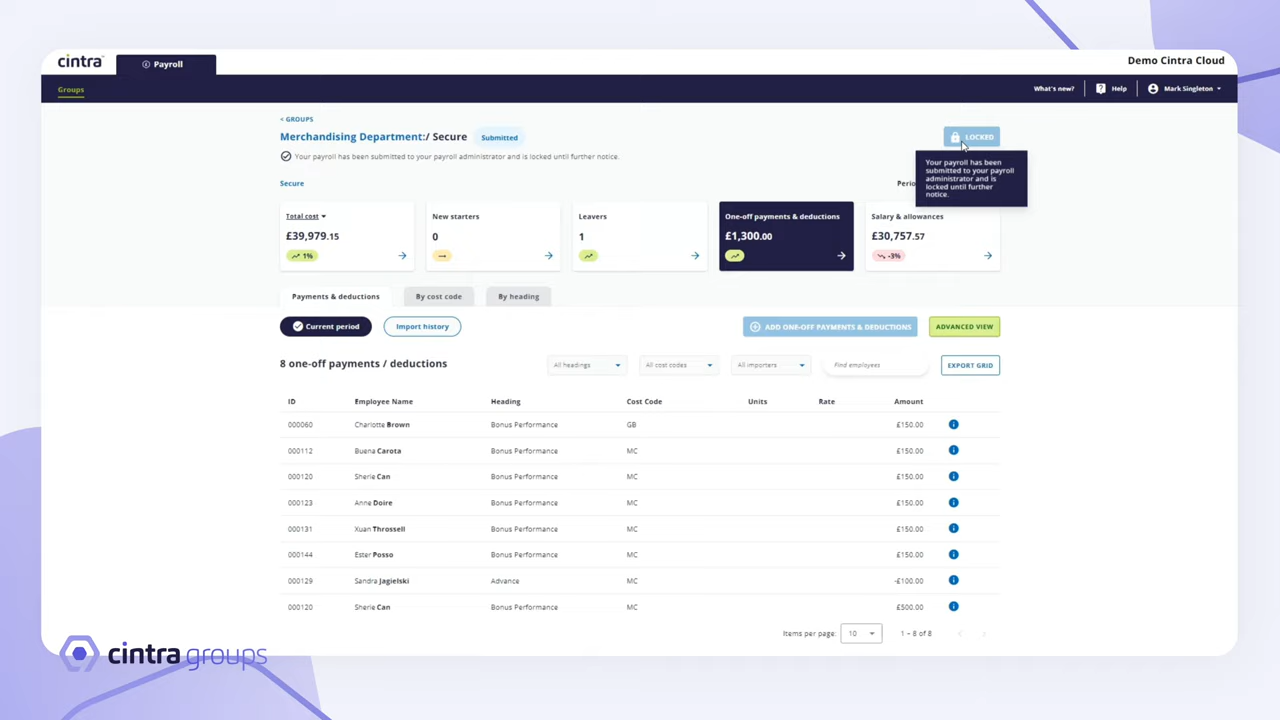 cintra
Payroll
Demo Cintra Cloud
Groups
What's new?
Help
Mark Singleton
< GROUPS
Merchandising Department:/ Secure
Submitted
LOCKED
Your payroll has been submitted to your payroll administrator and is locked until further notice.
Your payroll has been
submitted to your payroll
administrator and is
locked until further
notice.
Secure
Total cost
£39,979.15
1%
New starters
0
Leavers
1
One-off payments & deductions
£1,300.00
Salary & allowances
£30,757.57
-3%
Payments & deductions
By cost code
By heading
Current period
Import history
ADD ONE-OFF PAYMENTS & DEDUCTIONS
ADVANCED VIEW
8 one-off payments / deductions
All headings
All cost codes
All importers
Find employees
EXPORT GRID
ID Employee Name Heading Cost Code Units Rate Amount
000060 Charlotte Brown Bonus Performance GB £150.00
000112 Buena Carota Bonus Performance MC £150.00
000120 Sherie Can Bonus Performance MC £150.00
000123 Anne Doire Bonus Performance MC £150.00
000131 Xuan Throssell Bonus Performance MC £150.00
000144 Ester Posso Bonus Performance MC £150.00
000129 Sandra Jagielski Advance MC -£100.00
000120 Sherie Can Bonus Performance MC £500.00
Items per page: 10 1 – 8 of 8
cintra groups